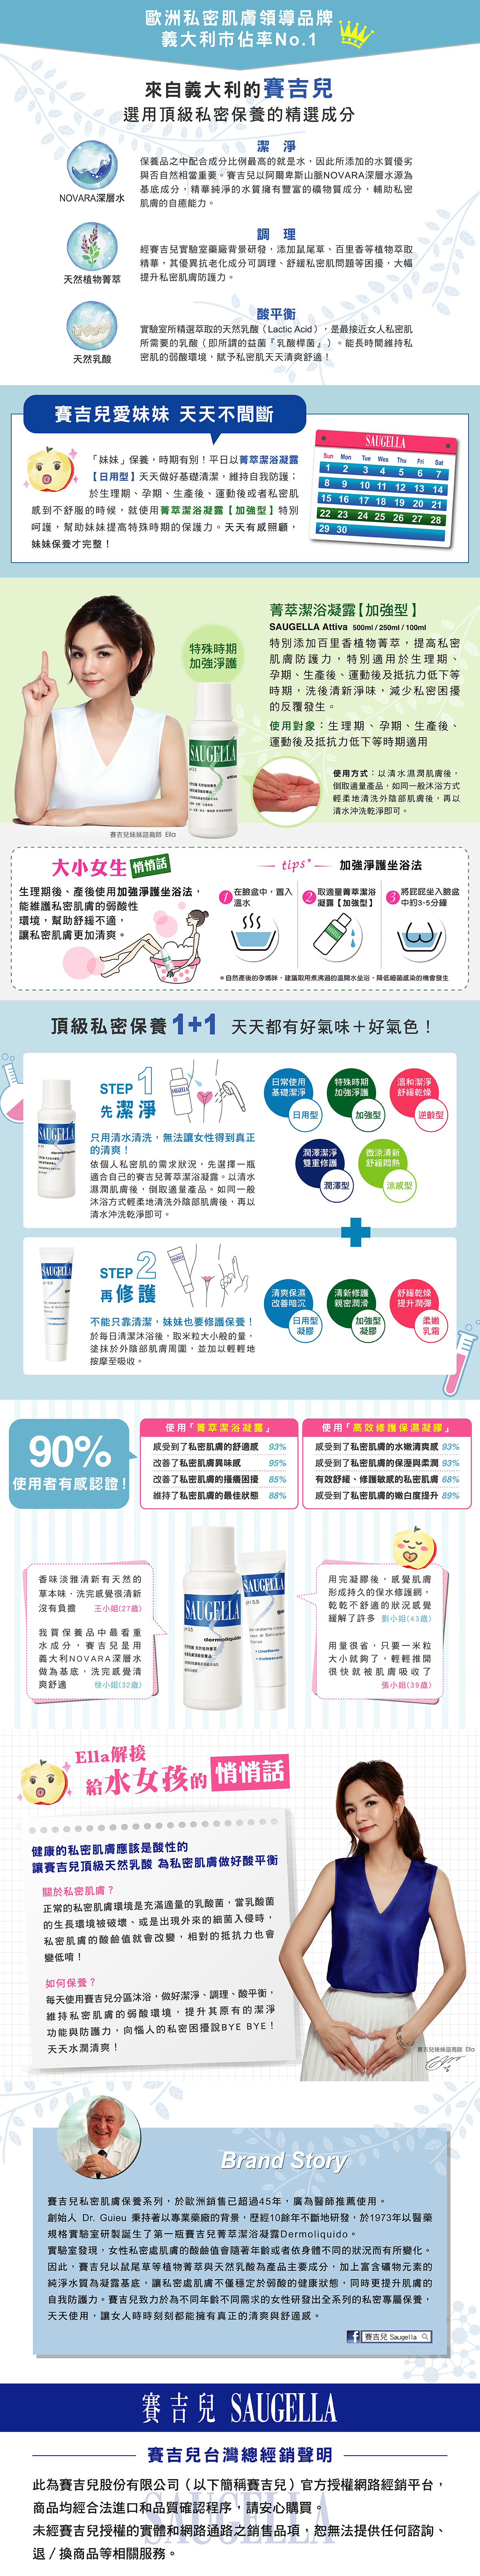 歐洲私密肌膚領導品牌
義大利市佔率No.1
來自義大利的賽吉兒
選用頂級私密保養的精選成分
NOVARA深層水
潔 淨
保養品之中配合成分比例最高的就是水，因此所添加的水質優劣
與否自然相當重要。賽吉兒以阿爾卑斯山脈NOVARA深層水源為
基底成分，精華純淨的水質擁有豐富的礦物質成分，輔助私密
肌膚的自癒能力。
天然植物菁萃
調 理
經賽吉兒實驗室藥廠背景研發，添加鼠尾草、百里香等植物萃取
精華，其優異抗老化成分可調理、舒緩私密肌問題等困擾，大幅
提升私密肌膚防護力。
天然乳酸
酸平衡
實驗室所精選萃取的天然乳酸（Lactic Acid），是最接近女人私密肌
所需要的乳酸（即所謂的益菌『乳酸桿菌』）。能長時間維持私
密肌的弱酸環境，賦予私密肌天天清爽舒適！
賽吉兒愛妹妹 天天不間斷
「妹妹」保養，時期有別！平日以菁萃潔浴凝露
【日用型】天天做好基礎清潔，維持自我防護；
於生理期、孕期、生產後、運動後或者私密肌
感到不舒服的時候，就使用菁萃潔浴凝露【加強型】特別
呵護，幫助妹妹提高特殊時期的保護力。天天有感照顧，
妹妹保養才完整！
SAUGELLA
Sun Mon Tue Wed Thu Fri Sat
1 2 3 4 5 6 7
8 9 10 11 12 13 14
15 16 17 18 19 20 21
22 23 24 25 26 27 28
29 30
特殊時期
加強淨護
SAUGELLA
attiva
賽吉兒妹妹諮商師 Ella
菁萃潔浴凝露【加強型】
SAUGELLA Attiva 500ml / 250ml / 100ml
特別添加百里香植物菁萃，提高私密
肌膚防護力，特別適用於生理期、
孕期、生產後、運動後及抵抗力低下等
時期，洗後清新淨味，減少私密困擾
的反覆發生。
使用對象：生理期、孕期、生產後、
運動後及抵抗力低下等時期適用
使用方式：以清水濕潤肌膚後，
倒取適量產品，如同一般沐浴方式
輕柔地清洗外陰部肌膚後，再以
清水沖洗乾淨即可。
大小女生悄悄話
生理期後、產後使用加強淨護坐浴法，
能維護私密肌膚的弱酸性
環境，幫助舒緩不適，
讓私密肌膚更加清爽。
tips* 加強淨護坐浴法
1 在臉盆中，置入
溫水
2 取適量菁萃潔浴
凝露【加強型】
3 將屁屁坐入臉盆
中約3-5分鐘
＊自然產後的孕媽咪，建議取用煮沸過的溫開水坐浴，降低細菌感染的機會發生
頂級私密保養 1+1 天天都有好氣味＋好氣色！
SAUGELLA
dermoliquido
STEP 1
先潔淨
只用清水清洗，無法讓女性得到真正
的清爽！
依個人私密肌的需求狀況，先選擇一瓶
適合自己的賽吉兒菁萃潔浴凝露。以清水
濕潤肌膚後，倒取適量產品。如同一般
沐浴方式輕柔地清洗外陰部肌膚後，再以
清水沖洗乾淨即可。
日常使用
基礎潔淨
日用型
特殊時期
加強淨護
加強型
溫和潔淨
舒緩乾燥
逆齡型
潤澤潔淨
雙重修護
潤澤型
微涼清新
舒緩悶熱
涼感型
SAUGELLA
STEP 2
再修護
不能只靠清潔，妹妹也要修護保養！
於每日清潔沐浴後，取米粒大小般的量，
塗抹於外陰部肌膚周圍，並加以輕輕地
按摩至吸收。
清爽保濕
改善暗沉
日用型
凝膠
清新修護
親密潤滑
加強型
凝膠
舒緩乾燥
提升潤彈
柔嫩
乳霜
90%
使用者有感認證！
使用「菁萃潔浴凝露」
感受到了私密肌膚的舒適感 93%
改善了私密肌膚異味感 95%
改善了私密肌膚的搔癢困擾 85%
維持了私密肌膚的最佳狀態 88%
使用「高效修護保濕凝膠」
感受到了私密肌膚的水嫩清爽感 93%
感受到了私密肌膚的保溼與柔潤 93%
有效舒緩、修護敏感的私密肌膚 68%
感受到了私密肌膚的嫩白度提升 89%
香味淡雅清新有天然的
草本味，洗完感覺很清新
沒有負擔 王小姐(27歲)
我買保養品中最看重
水成分，賽吉兒是用
義大利NOVARA深層水
做為基底，洗完感覺清
爽舒適 徐小姐(32歲)
SAUGELLA
pH 3.5
dermoliquido
SAUGELLA
用完凝膠後，感覺肌膚
形成持久的保水修護網，
乾乾不舒適的狀況感覺
緩解了許多 劉小姐(43歲)
用量很省，只要一米粒
大小就夠了，輕輕推開
很快就被肌膚吸收了
張小姐(39歲)
Ella解援
給水女孩的悄悄話
健康的私密肌膚應該是酸性的
讓賽吉兒頂級天然乳酸 為私密肌膚做好酸平衡
關於私密肌膚？
正常的私密肌膚環境是充滿適量的乳酸菌，當乳酸菌
的生長環境被破壞、或是出現外來的細菌入侵時，
私密肌膚的酸鹼值就會改變，相對的抵抗力也會
變低唷！
如何保養？
每天使用賽吉兒分區沐浴，做好潔淨、調理、酸平衡，
維持私密肌膚的弱酸環境，提升其原有的潔淨
功能與防護力，向惱人的私密困擾說BYE BYE！
天天水潤清爽！
賽吉兒妹妹諮商師 Ella
Brand Story
賽吉兒私密肌膚保養系列，於歐洲銷售已超過45年，廣為醫師推薦使用。
創始人 Dr. Guieu 秉持著以專業藥廠的背景，歷經10餘年不斷地研發，於1973年以醫藥
規格實驗室研製誕生了第一瓶賽吉兒菁萃潔浴凝露Dermoliquido。
實驗室發現，女性私密處肌膚的酸鹼值會隨著年齡或者依身體不同的狀況而有所變化。
因此，賽吉兒以鼠尾草等植物菁萃與天然乳酸為產品主要成分，加上富含礦物元素的
純淨水質為凝露基底，讓私密處肌膚不僅穩定於弱酸的健康狀態，同時更提升肌膚的
自我防護力。賽吉兒致力於為不同年齡不同需求的女性研發出全系列的私密專屬保養，
天天使用，讓女人時時刻刻都能擁有真正的清爽與舒適感。
賽吉兒 Saugella
賽吉兒 SAUGELLA
賽吉兒台灣總經銷聲明
此為賽吉兒股份有限公司（以下簡稱賽吉兒）官方授權網路經銷平台，
商品均經合法進口和品質確認程序，請安心購買。
未經賽吉兒授權的實體和網路通路之銷售品項，恕無法提供任何諮詢、
退／換商品等相關服務。
SAUGELLA